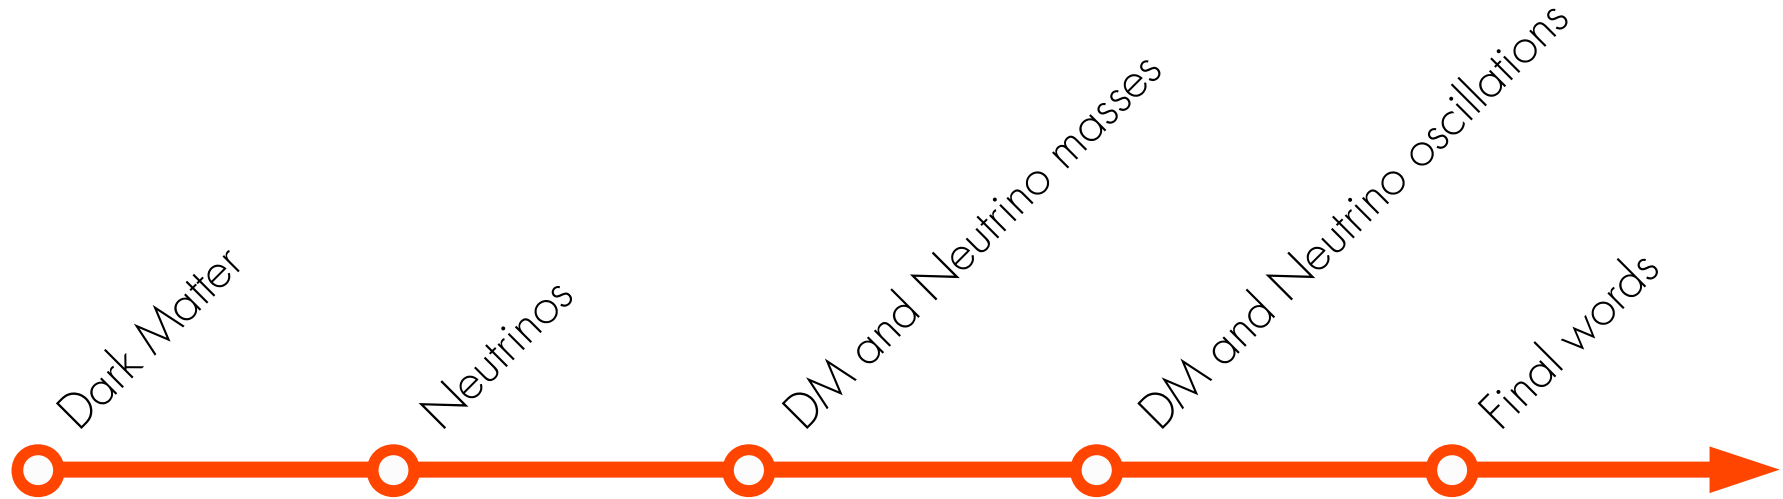 Dark Matter
Neutrinos
DM and Neutrino masses
DM and Neutrino oscillations
Final words